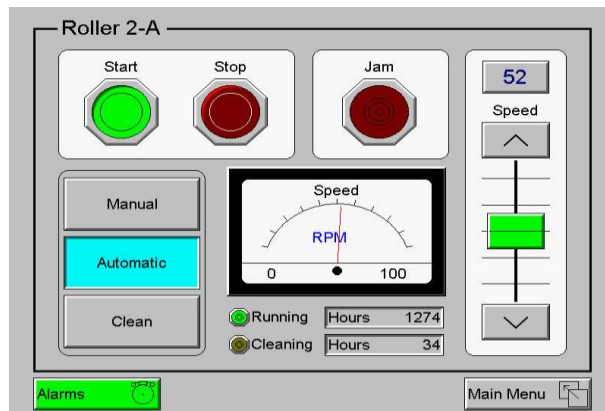 Roller 2-A
Start
Stop
Jam
52
Speed
Manual
Automatic
Clean
Speed
RPM
0
100
Running
Hours 1274
Cleaning
Hours 34
Alarms
Main Menu